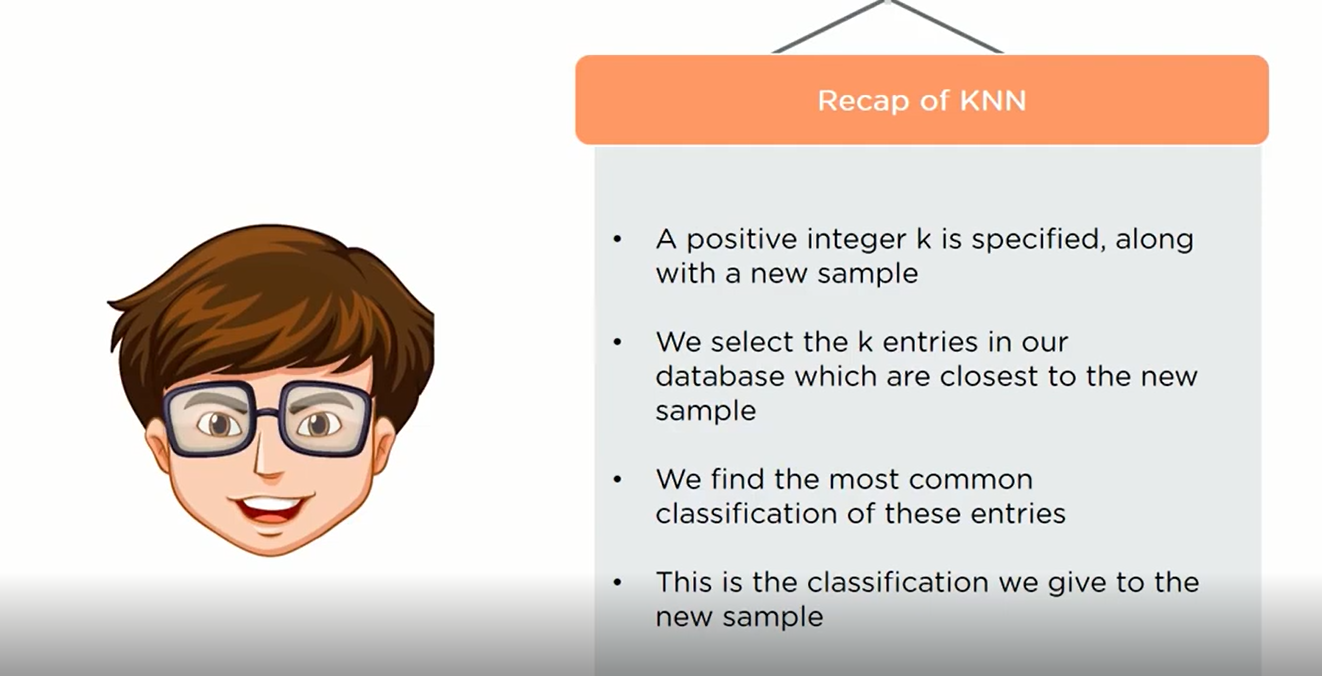 Recap of KNN
• A positive integer k is specified, along
with a new sample
• We select the k entries in our
database which are closest to the new
sample
• We find the most common
classification of these entries
• This is the classification we give to the
new sample